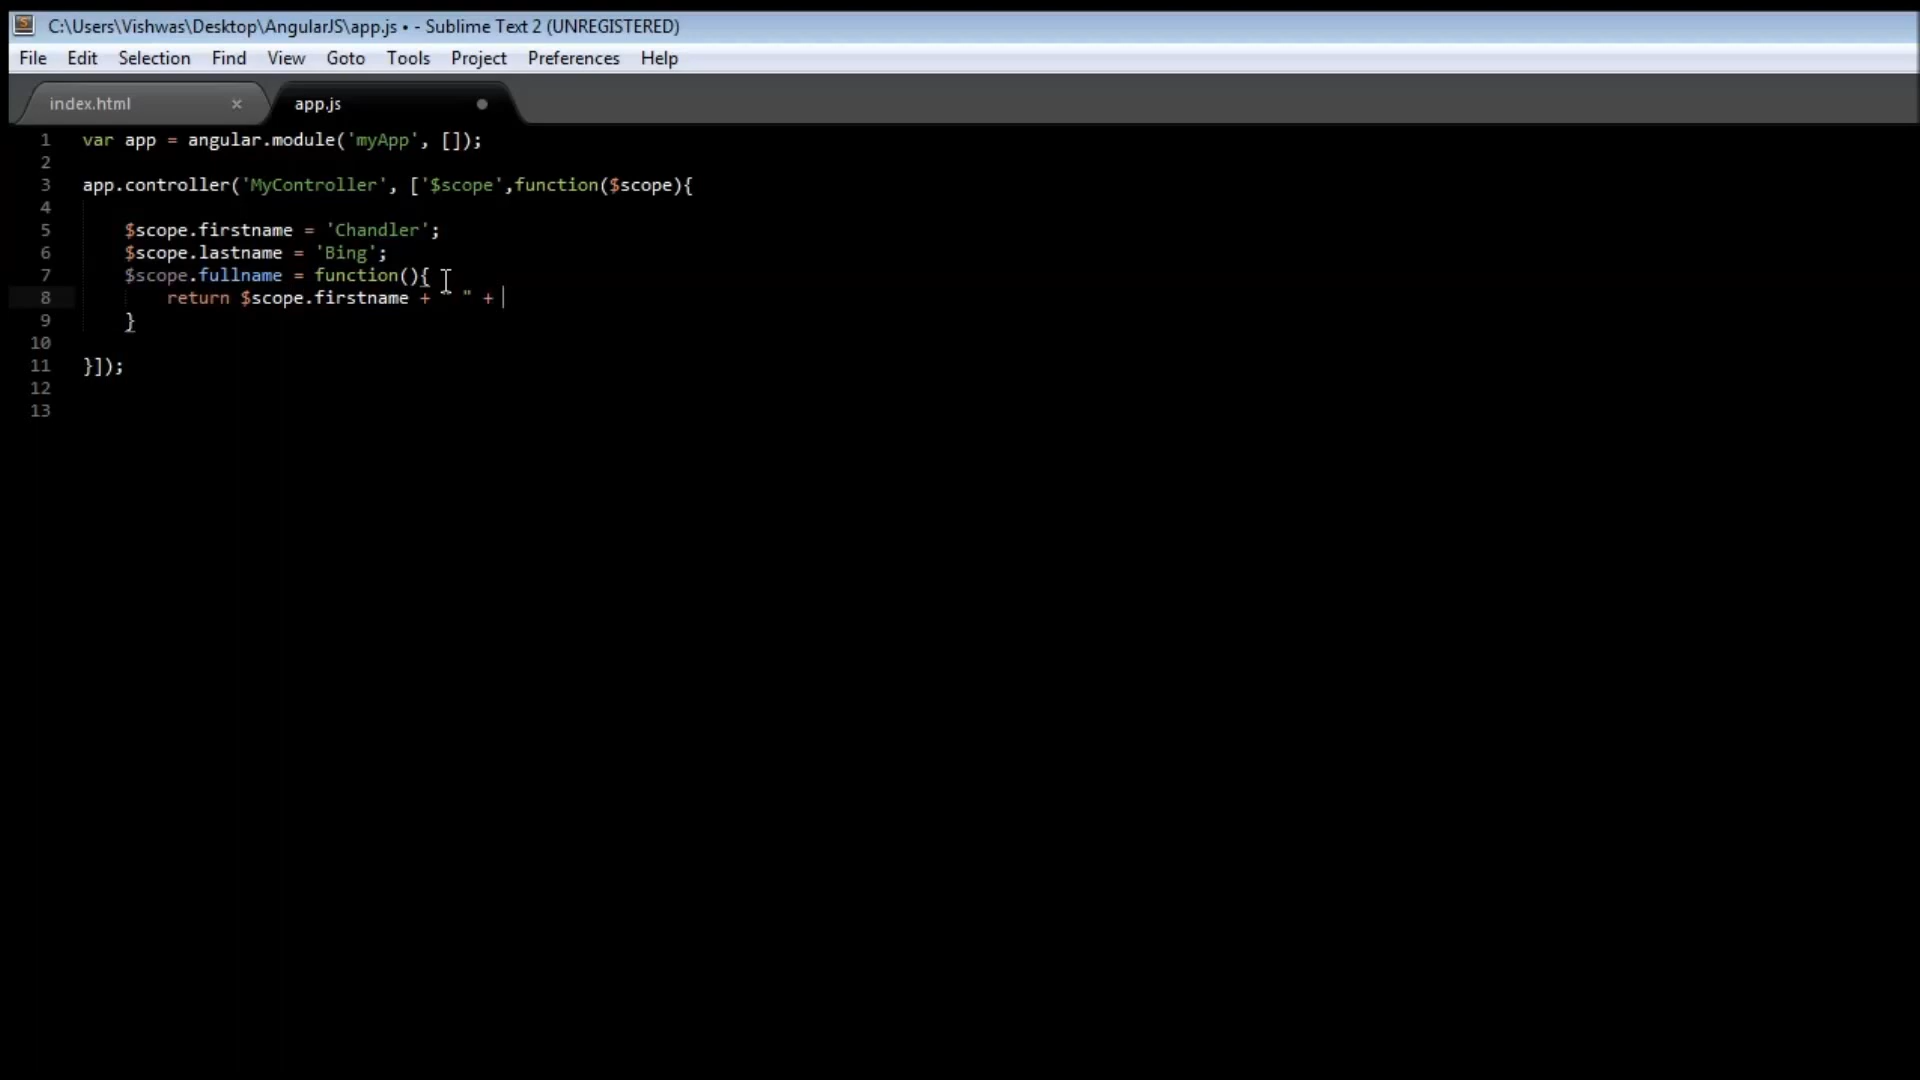 C:\Users\Vishwas\Desktop\AngularJS\app.js • - Sublime Text 2 (UNREGISTERED)
File Edit Selection Find View Goto Tools Project Preferences Help
index.html × app.js
1 var app = angular.module('myApp', []);
2
3 app.controller('MyController', ['$scope',function($scope){
4
5 $scope.firstname = 'Chandler';
6 $scope.lastname = 'Bing';
7 $scope.fullname = function(){
8 return $scope.firstname + " " +
9 }
10
11 }]);
12
13